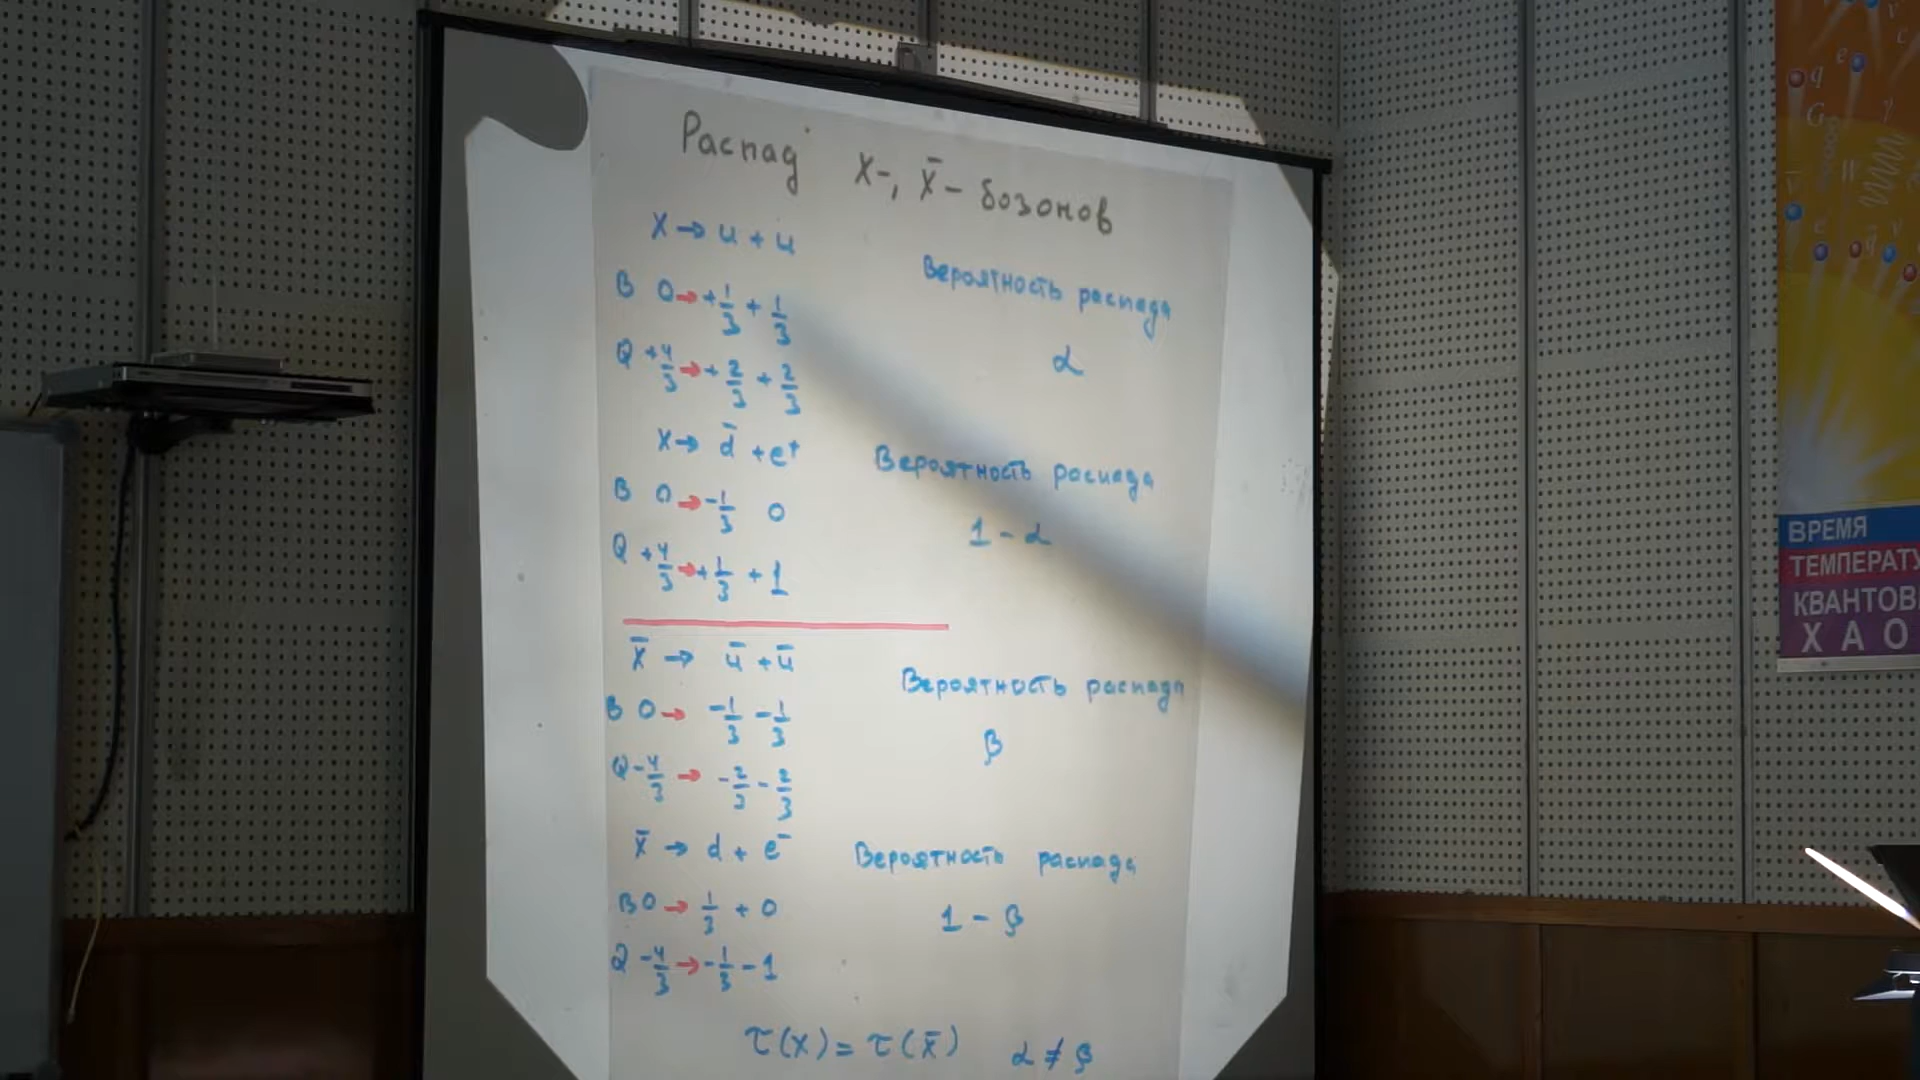 Распад X-, X̄- бозонов
X → u + u
Вероятность распада
B 0 → +1/3 + 1/3
α
Q +4/3 → +2/3 + 2/3
X → d̄ + e⁺
Вероятность распада
B 0 → -1/3 0
1 - α
Q +4/3 → +1/3 + 1
X̄ → ū + ū
Вероятность распада
B 0 → -1/3 -1/3
β
Q -4/3 → -2/3 -2/3
X̄ → d + e⁻
Вероятность распада
B 0 → 1/3 + 0
1 - β
Q -4/3 → -1/3 -1
τ(X) = τ(X̄) α ≠ β
ν
c
e
q
G
γ
H
ν̄
e
q̄
ν
ВРЕМЯ
ТЕМПЕРАТУ
КВАНТОВ
ХАО